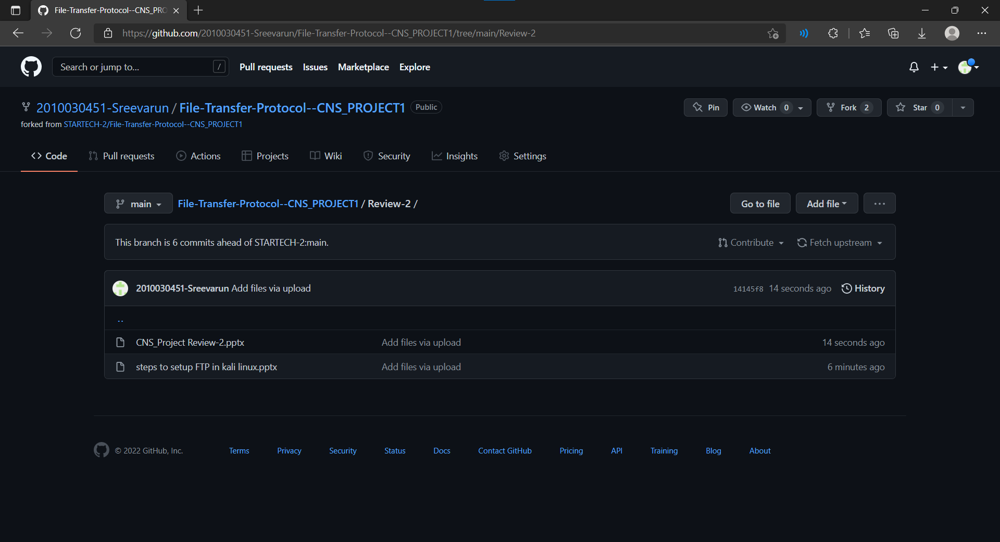 File-Transfer-Protocol--CNS_PRO
https://github.com/2010030451-Sreevarun/File-Transfer-Protocol--CNS_PROJECT1/tree/main/Review-2
Search or jump to... / Pull requests Issues Marketplace Explore
2010030451-Sreevarun / File-Transfer-Protocol--CNS_PROJECT1 Public Pin Watch 0 Fork 2 Star 0
forked from STARTECH-2/File-Transfer-Protocol--CNS_PROJECT1
<> Code Pull requests Actions Projects Wiki Security Insights Settings
main File-Transfer-Protocol--CNS_PROJECT1 / Review-2 / Go to file Add file ...
This branch is 6 commits ahead of STARTECH-2:main. Contribute Fetch upstream
2010030451-Sreevarun Add files via upload 14145f8 14 seconds ago History
..
CNS_Project Review-2.pptx Add files via upload 14 seconds ago
steps to setup FTP in kali linux.pptx Add files via upload 6 minutes ago
© 2022 GitHub, Inc. Terms Privacy Security Status Docs Contact GitHub Pricing API Training Blog About